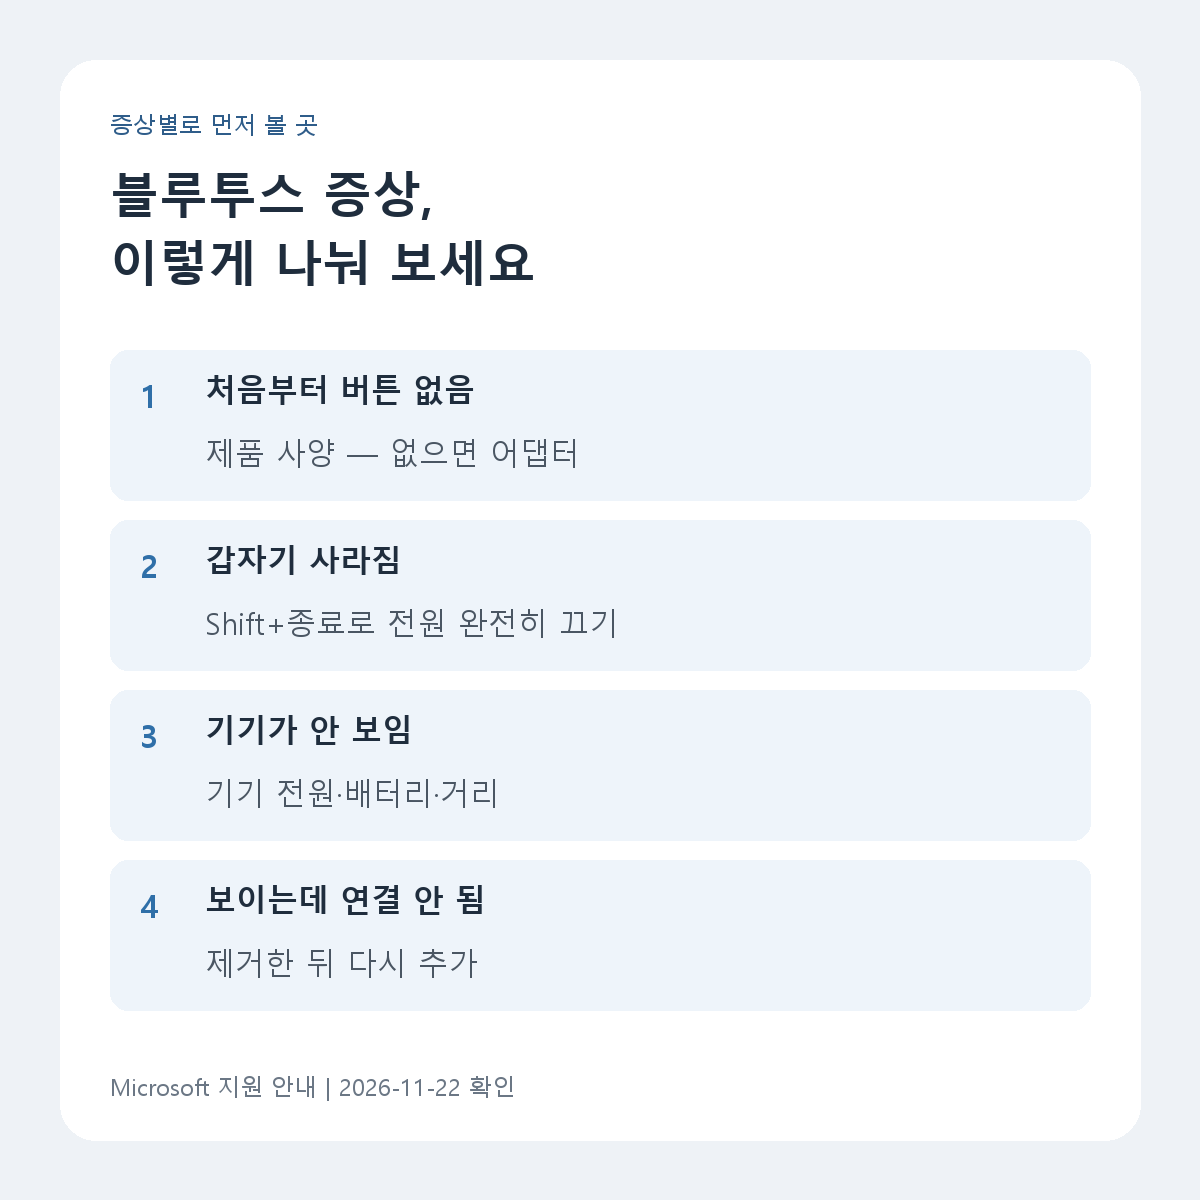 증상별로 먼저 볼 곳
블루투스 증상,
이렇게 나눠 보세요
1
처음부터 버튼 없음
제품 사양 — 없으면 어댑터
2
갑자기 사라짐
Shift+종료로 전원 완전히 끄기
3
기기가 안 보임
기기 전원·배터리·거리
4
보이는데 연결 안 됨
제거한 뒤 다시 추가
Microsoft 지원 안내 | 2026-11-22 확인